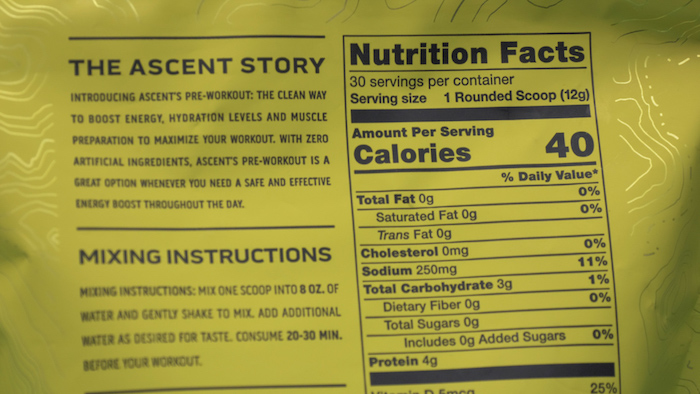 THE ASCENT STORY
INTRODUCING ASCENT'S PRE-WORKOUT: THE CLEAN WAY
TO BOOST ENERGY, HYDRATION LEVELS AND MUSCLE
PREPARATION TO MAXIMIZE YOUR WORKOUT. WITH ZERO
ARTIFICIAL INGREDIENTS, ASCENT'S PRE-WORKOUT IS A
GREAT OPTION WHENEVER YOU NEED A SAFE AND EFFECTIVE
ENERGY BOOST THROUGHOUT THE DAY.
MIXING INSTRUCTIONS
MIXING INSTRUCTIONS: MIX ONE SCOOP INTO 8 OZ. OF
WATER AND GENTLY SHAKE TO MIX. ADD ADDITIONAL
WATER AS DESIRED FOR TASTE. CONSUME 20-30 MIN.
BEFORE YOUR WORKOUT.
Nutrition Facts
30 servings per container
Serving size 1 Rounded Scoop (12g)
Amount Per Serving
Calories 40
% Daily Value*
Total Fat 0g 0%
Saturated Fat 0g 0%
Trans Fat 0g
Cholesterol 0mg 0%
Sodium 250mg 11%
Total Carbohydrate 3g 1%
Dietary Fiber 0g 0%
Total Sugars 0g
Includes 0g Added Sugars 0%
Protein 4g
Vitamin D 5mcg 25%